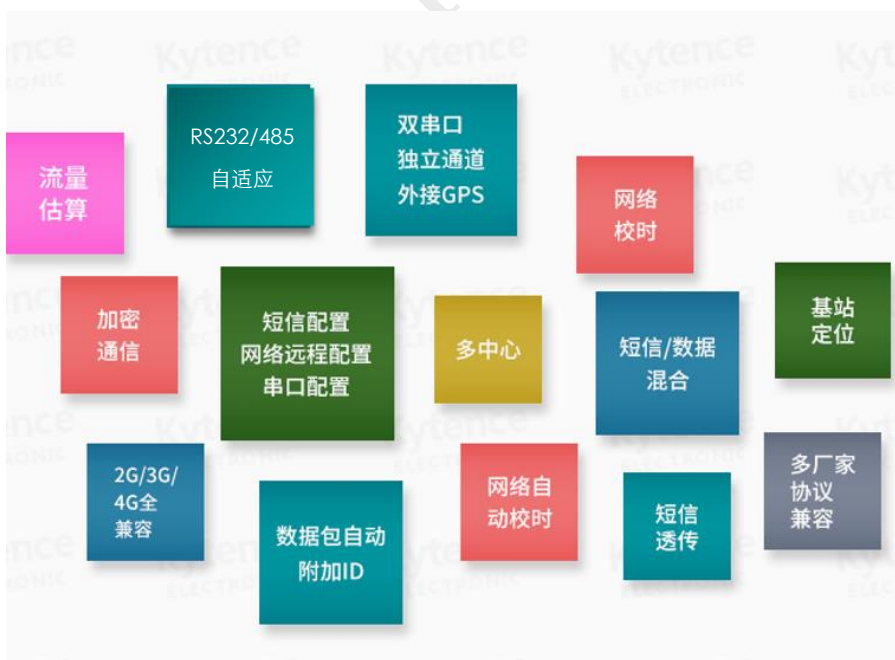 RS232/485
自适应
双串口
独立通道
外接GPS
流量
估算
网络
校时
加密
通信
短信配置
网络远程配置
串口配置
多中心
短信/数据
混合
基站
定位
2G/3G/
4G全
兼容
数据包自动
附加ID
网络自
动校时
短信
透传
多厂家
协议
兼容
Kytence
ELECTRONIC